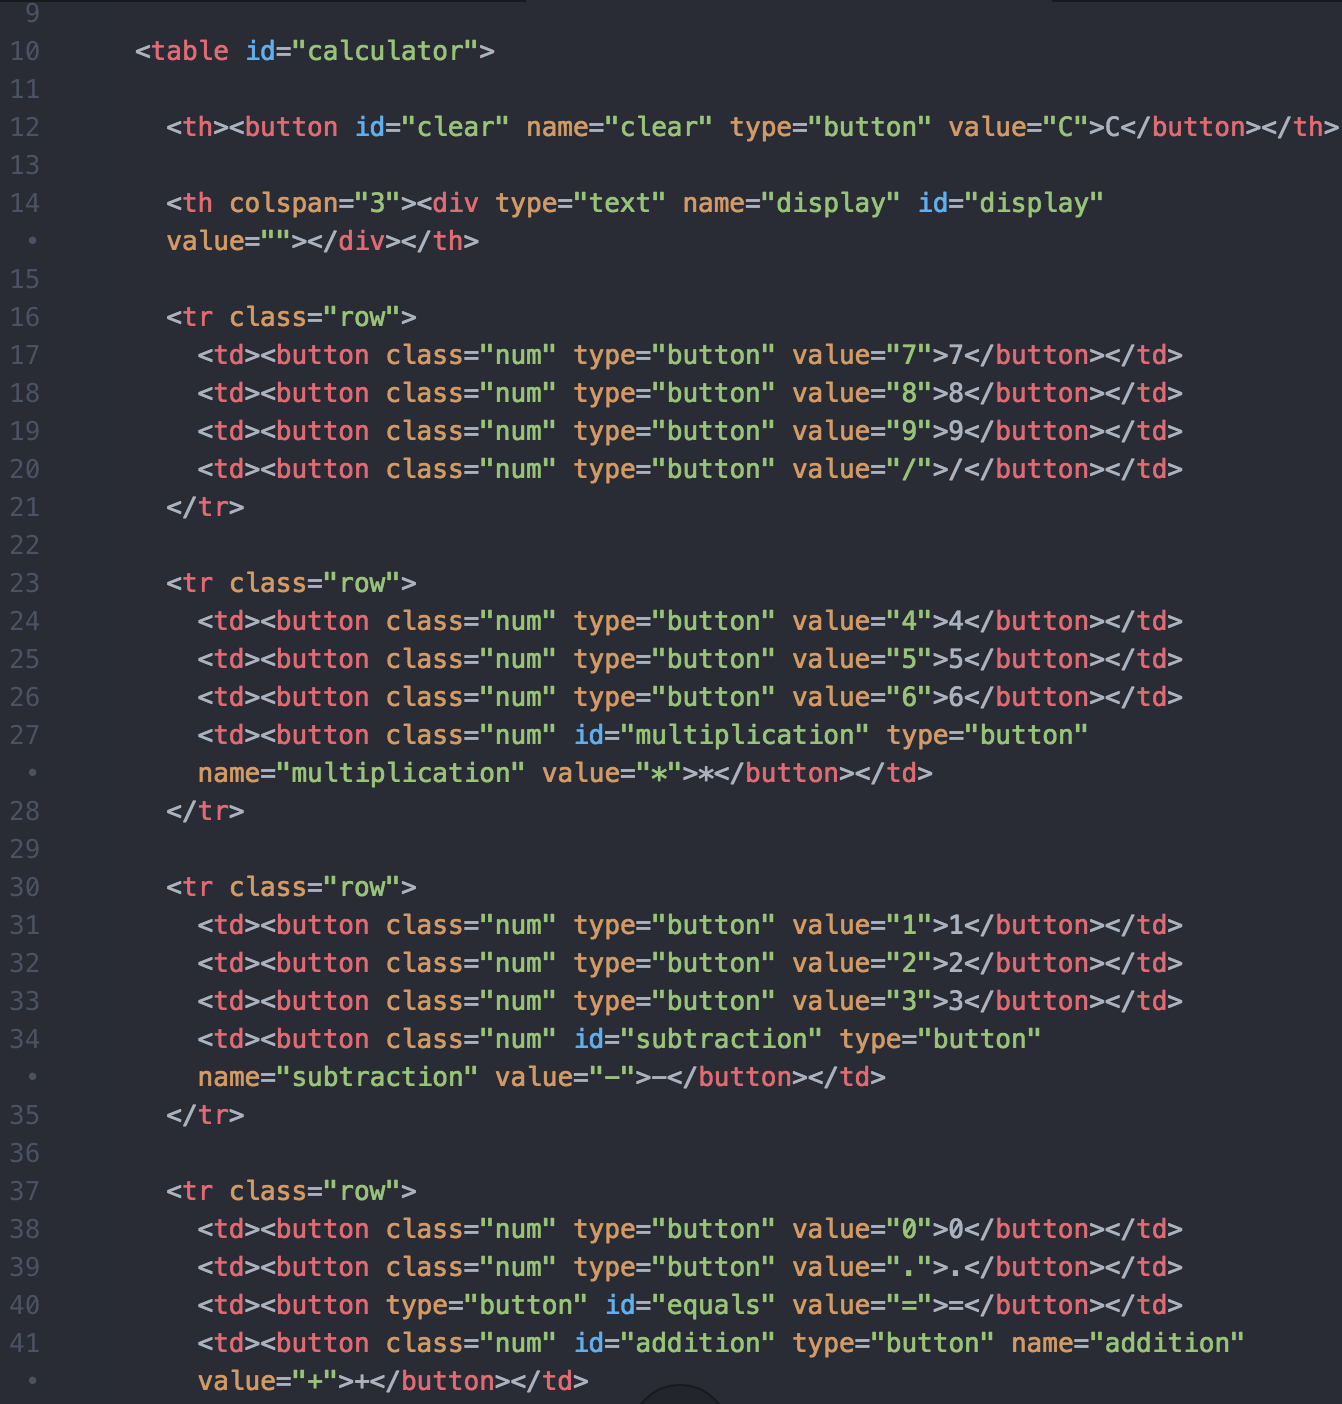 9
10 <table id="calculator">
11
12 <th><button id="clear" name="clear" type="button" value="C">C</button></th>
13
14 <th colspan="3"><div type="text" name="display" id="display"
• value=""></div></th>
15
16 <tr class="row">
17 <td><button class="num" type="button" value="7">7</button></td>
18 <td><button class="num" type="button" value="8">8</button></td>
19 <td><button class="num" type="button" value="9">9</button></td>
20 <td><button class="num" type="button" value="/">/</button></td>
21 </tr>
22
23 <tr class="row">
24 <td><button class="num" type="button" value="4">4</button></td>
25 <td><button class="num" type="button" value="5">5</button></td>
26 <td><button class="num" type="button" value="6">6</button></td>
27 <td><button class="num" id="multiplication" type="button"
• name="multiplication" value="*">*</button></td>
28 </tr>
29
30 <tr class="row">
31 <td><button class="num" type="button" value="1">1</button></td>
32 <td><button class="num" type="button" value="2">2</button></td>
33 <td><button class="num" type="button" value="3">3</button></td>
34 <td><button class="num" id="subtraction" type="button"
• name="subtraction" value="-">-</button></td>
35 </tr>
36
37 <tr class="row">
38 <td><button class="num" type="button" value="0">0</button></td>
39 <td><button class="num" type="button" value=".">.</button></td>
40 <td><button type="button" id="equals" value="=">=</button></td>
41 <td><button class="num" id="addition" type="button" name="addition"
• value="+">+</button></td>